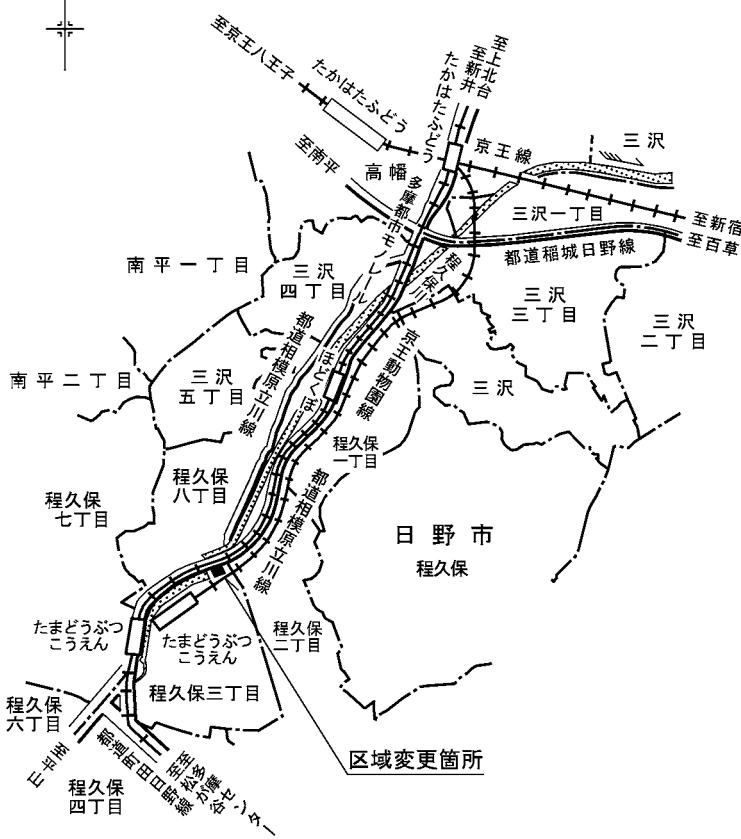 至京王八王子
たかはたふどう
たかはたふどう
至上北台
至新井
至南平
高幡
京王線
三沢
三沢一丁目
至新宿
至百草
都道稲城日野線
多摩都市モノレール
程久保川
南平一丁目
三沢
四丁目
三沢
三丁目
三沢
二丁目
都道相模原立川線
ほどくぼ
京王動物園線
南平二丁目
三沢
五丁目
三沢
程久保
一丁目
程久保
八丁目
程久保
七丁目
都道相模原立川線
日野市
程久保
たまどうぶつ
こうえん
たまどうぶつ
こうえん
程久保
二丁目
程久保三丁目
程久保
六丁目
至平山
都道町田日野線
至松が谷
至多摩センター
程久保
四丁目
区域変更箇所